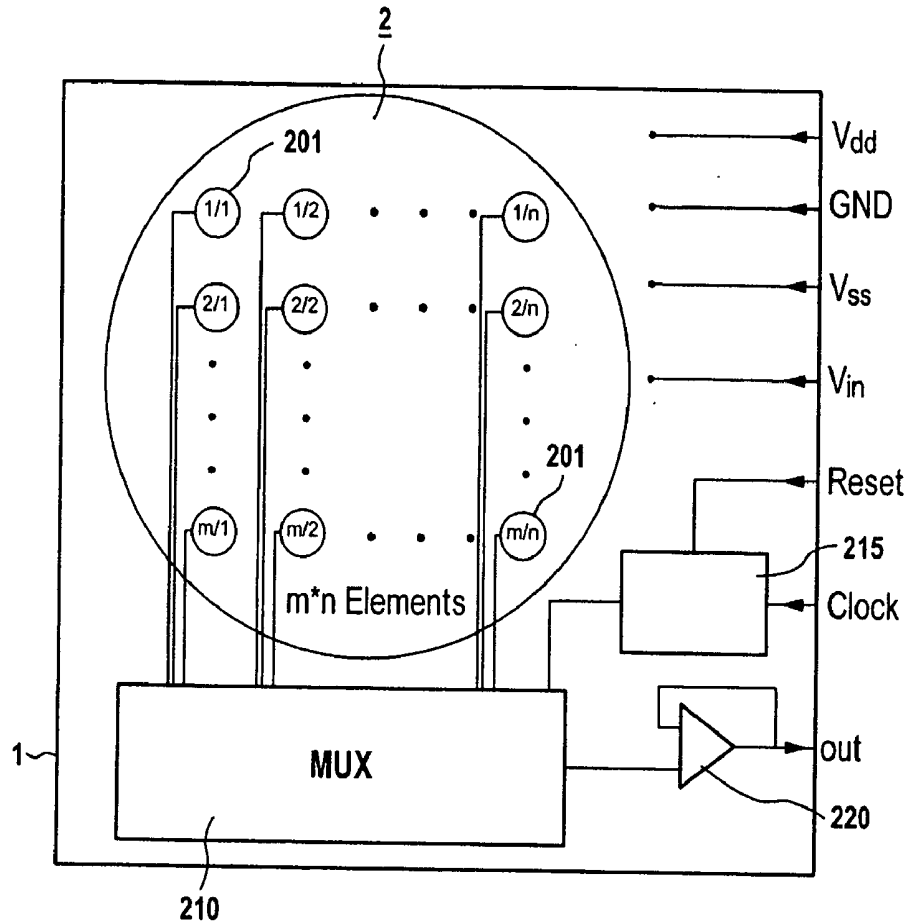 2
201
V_dd
1/1 1/2 1/n
GND
2/1 2/2 2/n
V_ss
V_in
201
Reset
m/1 m/2 m/n
215
m*n Elements
Clock
1
MUX
out
220
210